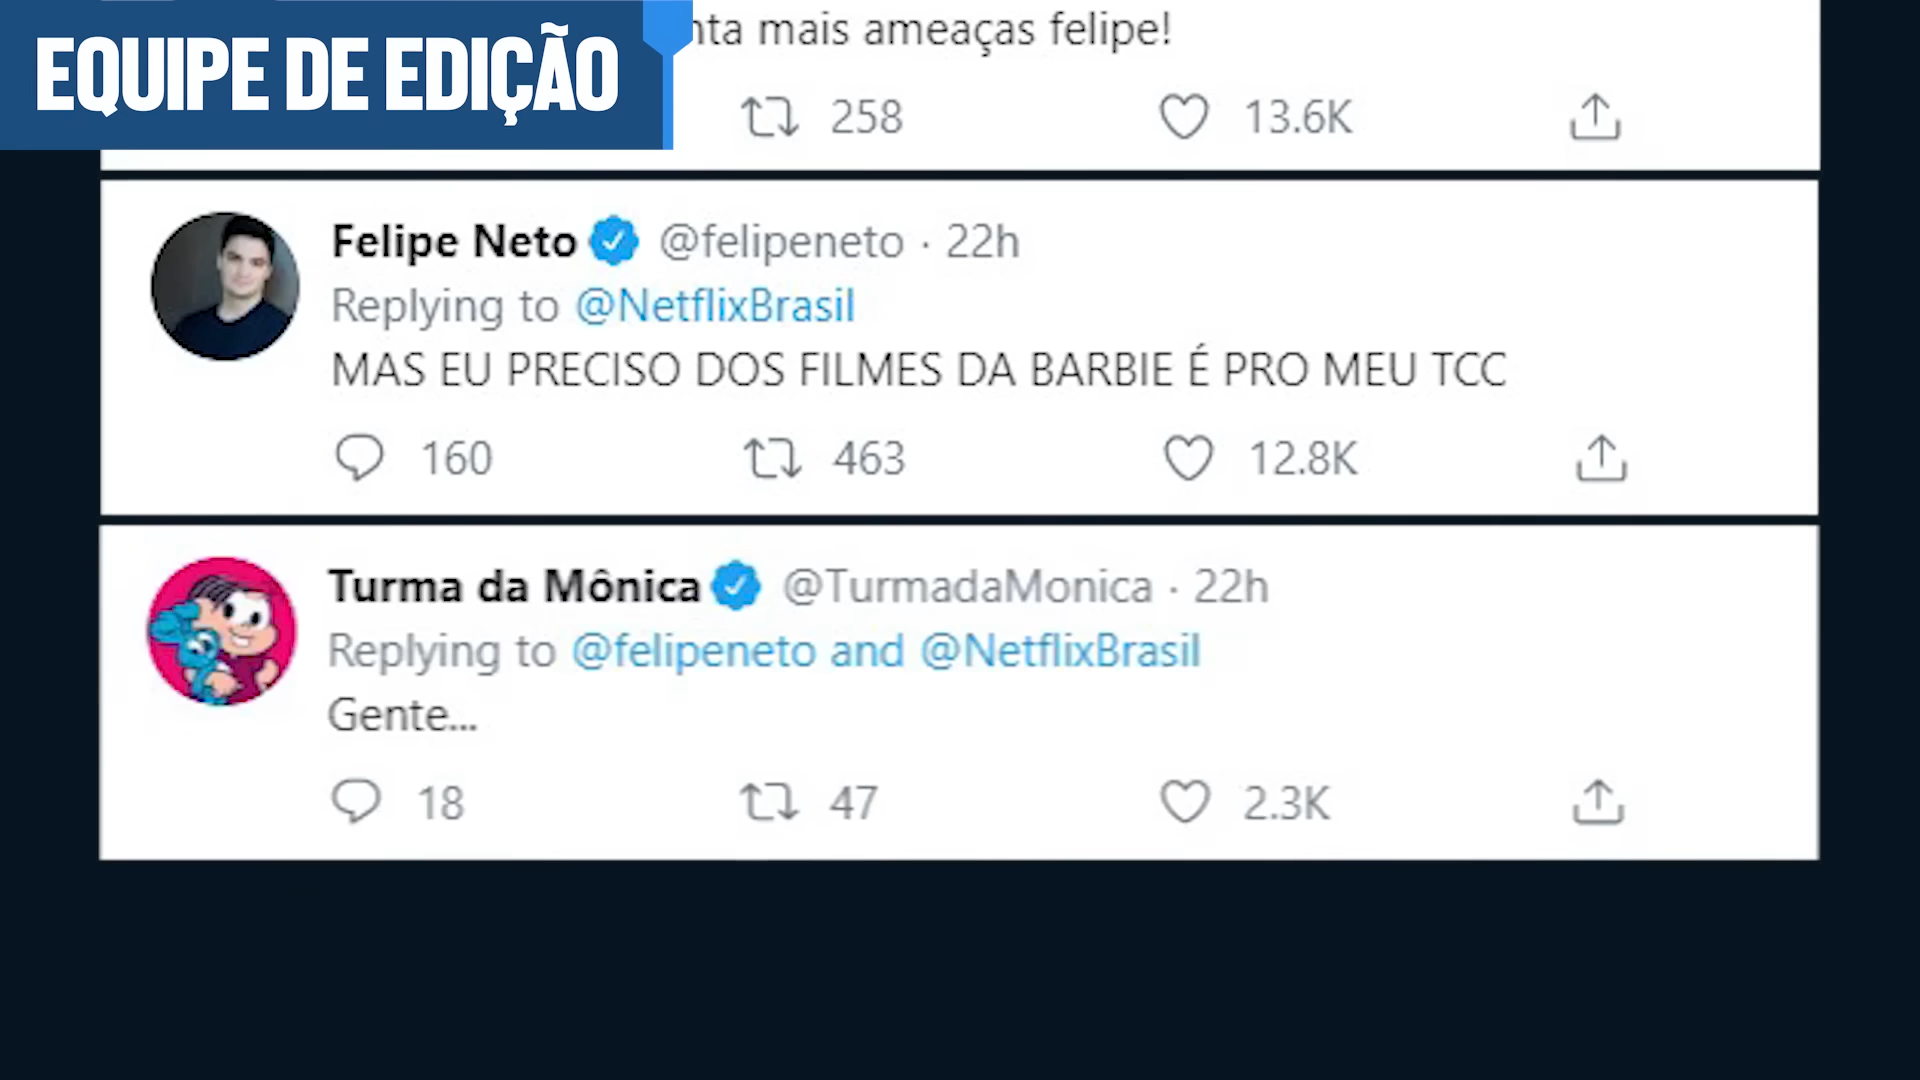 EQUIPE DE EDIÇÃO
mais ameaças felipe!
258 13.6K
Felipe Neto @felipeneto · 22h
Replying to @NetflixBrasil
MAS EU PRECISO DOS FILMES DA BARBIE É PRO MEU TCC
160 463 12.8K
Turma da Mônica @TurmadaMonica · 22h
Replying to @felipeneto and @NetflixBrasil
Gente...
18 47 2.3K